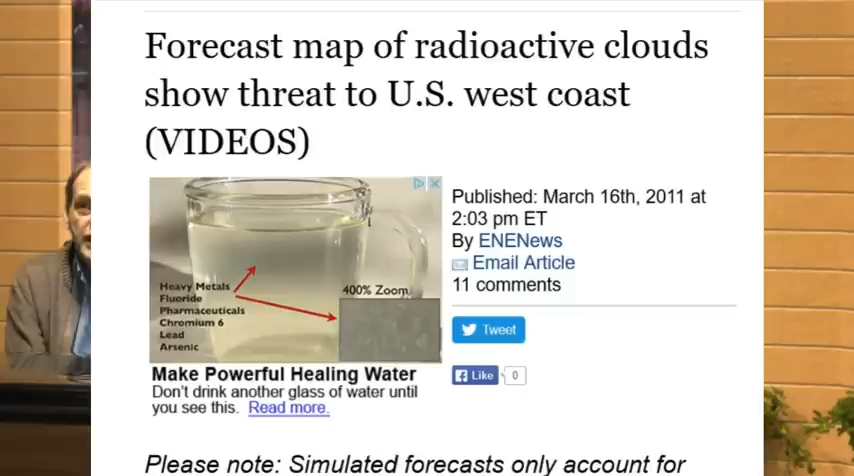 Forecast map of radioactive clouds
show threat to U.S. west coast
(VIDEOS)
Published: March 16th, 2011 at
2:03 pm ET
By ENENews
Email Article
11 comments
Tweet
Like 0
Heavy Metals
Fluoride
Pharmaceuticals
Chromium 6
Lead
Arsenic
400% Zoom
Make Powerful Healing Water
Don't drink another glass of water until
you see this. Read more.
Please note: Simulated forecasts only account for